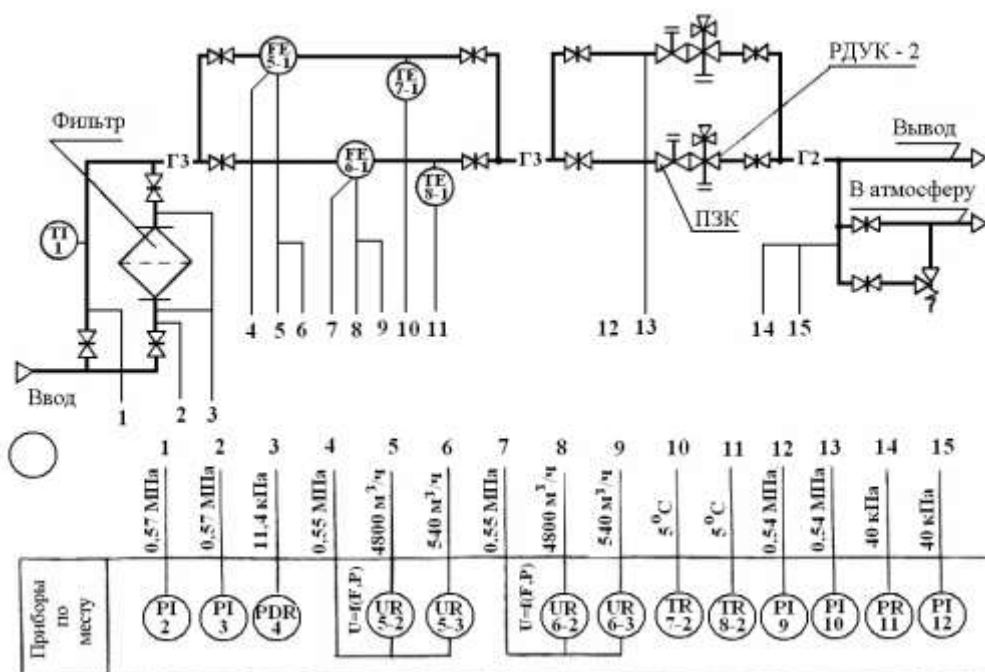 РДУК - 2
FE
5-1
TE
7-1
Фильтр
Вывод
Г3
FE
6-1
Г3
Г2
TE
8-1
В атмосферу
TI
1
ПЗК
4 5 6 7 8 9 10 11 12 13 14 15
Ввод
1 2 3
1 2 3 4 5 6 7 8 9 10 11 12 13 14 15
0,57 МПа
0,57 МПа
11,4 кПа
0,55 МПа
4800 м³/ч
540 м³/ч
0,55 МПа
4800 м³/ч
540 м³/ч
5 °С
5 °С
0,54 МПа
0,54 МПа
40 кПа
40 кПа
Приборы
по
месту
PI
2
PI
3
PDR
4
U=f(F,P)
UR
5-2
UR
5-3
U=f(F,P)
UR
6-2
UR
6-3
TR
7-2
TR
8-2
PI
9
PI
10
PR
11
PI
12